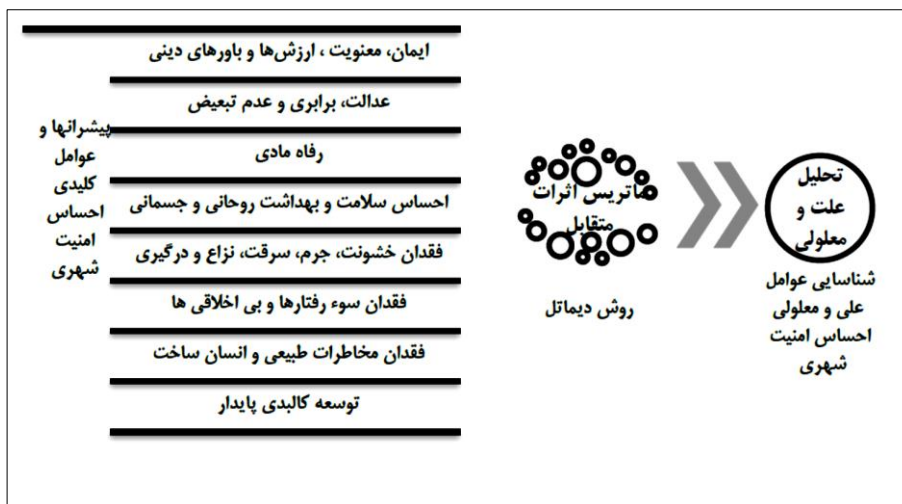 ایمان، معنویت ، ارزش‌ها و باورهای دینی
عدالت، برابری و عدم تبعیض
رفاه مادی
احساس سلامت و بهداشت روحانی و جسمانی
فقدان خشونت، جرم، سرقت، نزاع و درگیری
فقدان سوء رفتارها و بی اخلاقی ها
فقدان مخاطرات طبیعی و انسان ساخت
توسعه کالبدی پایدار
پیشرانها و
عوامل
کلیدی
احساس
امنیت
شهری
ماتریس اثرات
متقابل
روش دیماتل
تحلیل
علت و
معلولی
شناسایی عوامل
علی و معلولی
احساس امنیت
شهری